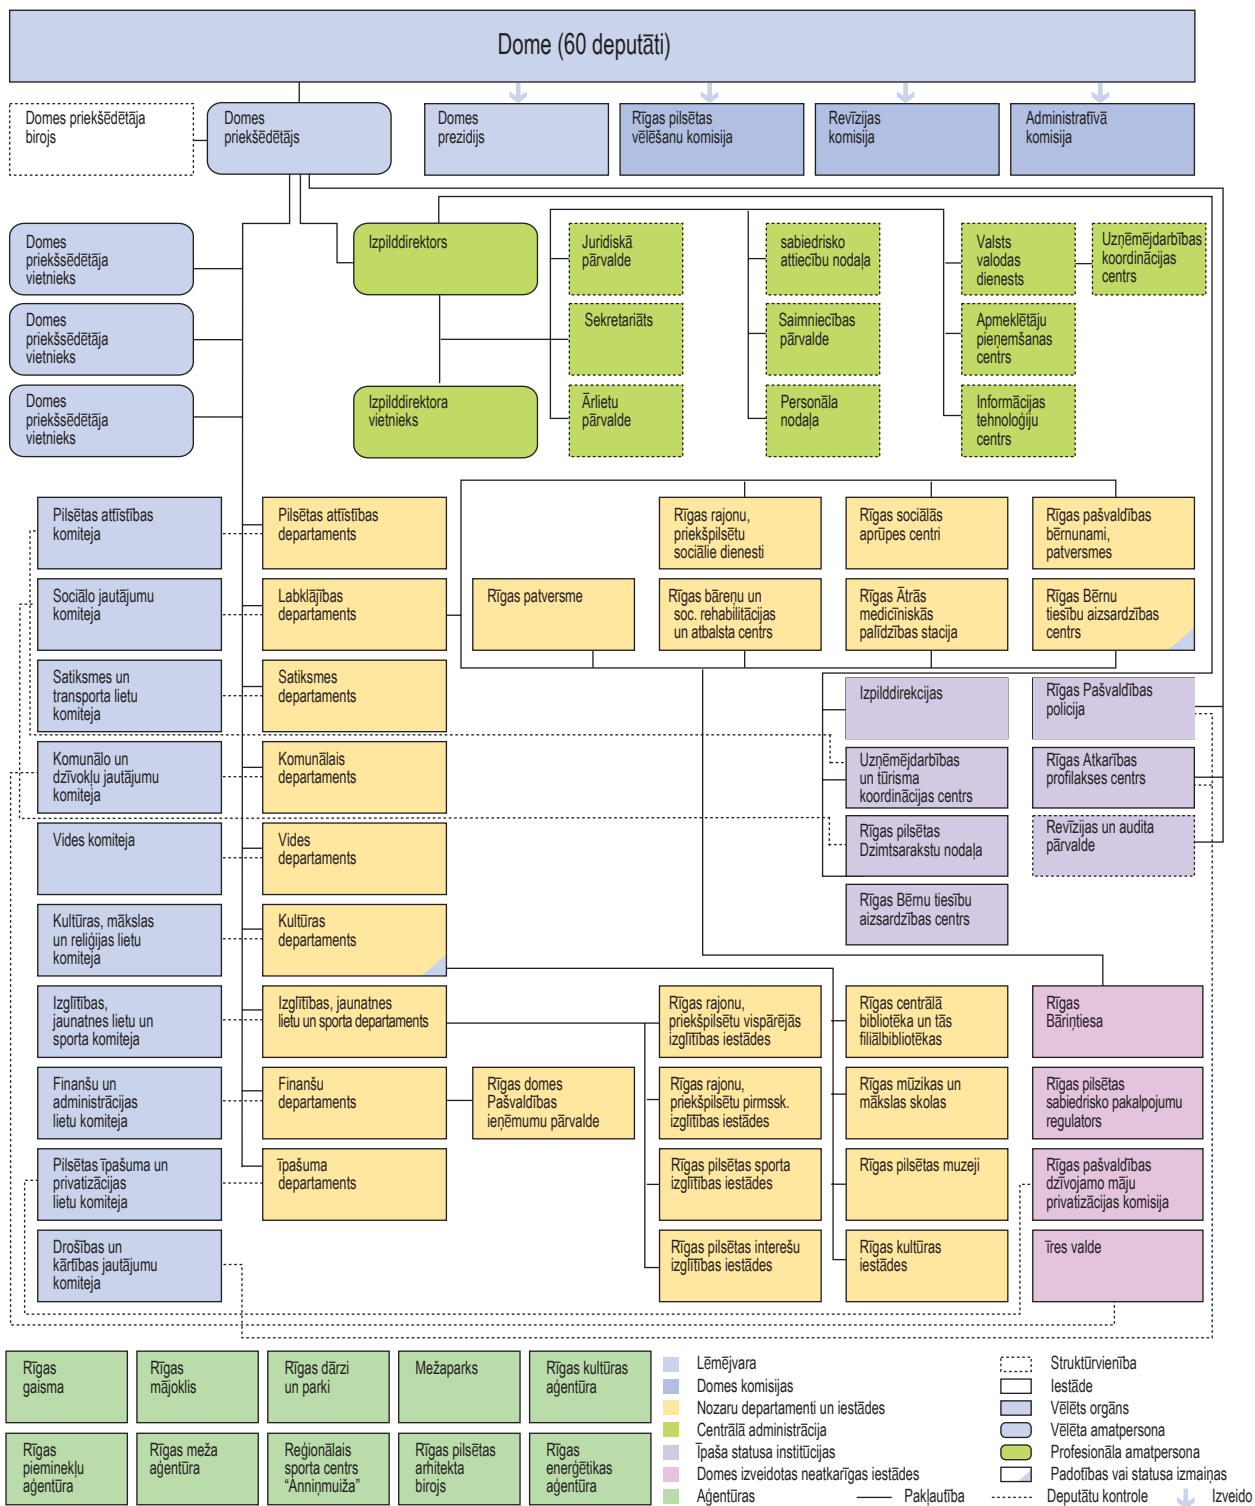 Dome (60 deputāti)
Domes priekšēdētāja
birojs
Domes
priekšēdētājs
Domes
prezidijs
Rīgas pilsētas
vēlēšanu komisija
Revīzijas
komisija
Administratīvā
komisija
Domes
priekšsēdētāja
vietnieks
Domes
priekšsēdētāja
vietnieks
Domes
priekšsēdētāja
vietnieks
Izpilddirektors
Izpilddirektora
vietnieks
Juridiskā
pārvalde
Sekretariāts
Ārlietu
pārvalde
sabiedrisko
attiecību nodaļa
Saimniecības
pārvalde
Personāla
nodaļa
Valsts
valodas
dienests
Apmeklētāju
pieņemšanas
centrs
Informācijas
tehnoloģiju
centrs
Uzņēmējdarbības
koordinācijas
centrs
Pilsētas attīstības
komiteja
Sociālo jautājumu
komiteja
Satiksmes un
transporta lietu
komiteja
Komunālo un
dzīvokļu jautājumu
komiteja
Vides komiteja
Kultūras, mākslas
un reliģijas lietu
komiteja
Izglītības,
jaunatnes lietu un
sporta komiteja
Finanšu un
administrācijas
lietu komiteja
Pilsētas īpašuma un
privatizācijas
lietu komiteja
Drošības un
kārtības jautājumu
komiteja
Pilsētas attīstības
departaments
Labklājības
departaments
Satiksmes
departaments
Komunālais
departaments
Vides
departaments
Kultūras
departaments
Izglītības, jaunatnes
lietu un sporta departaments
Finanšu
departaments
īpašuma
departaments
Rīgas patversme
Rīgas domes
Pašvaldības
ieņēmumu pārvalde
Rīgas rajonu,
priekšpilsētu
sociālie dienesti
Rīgas bāreņu un
soc. rehabilitācijas
un atbalsta centrs
Rīgas sociālās
aprūpes centri
Rīgas Ātrās
medicīniskās
palīdzības stacija
Rīgas pašvaldības
bērnunami,
patversmes
Rīgas Bērnu
tiesību aizsardzības
centrs
Izpilddirekcijas
Uzņēmējdarbības
un tūrisma
koordinācijas centrs
Rīgas pilsētas
Dzimtsarakstu nodaļa
Rīgas Bērnu tiesību
aizsardzības centrs
Rīgas Pašvaldības
policija
Rīgas Atkarības
profilakses centrs
Revīzijas un audita
pārvalde
Rīgas rajonu,
priekšpilsētu vispārējās
izglītības iestādes
Rīgas rajonu,
priekšpilsētu pirmssk.
izglītības iestādes
Rīgas pilsētas sporta
izglītības iestādes
Rīgas pilsētas interešu
izglītības iestādes
Rīgas centrālā
bibliotēka un tās
filiālbibliotēkas
Rīgas mūzikas un
mākslas skolas
Rīgas pilsētas muzeji
Rīgas kultūras
iestādes
Rīgas
Bāriņtiesa
Rīgas pilsētas
sabiedrisko pakalpojumu
regulators
Rīgas pašvaldības
dzīvojamo māju
privatizācijas komisija
īres valde
Rīgas
gaisma
Rīgas
mājoklis
Rīgas dārzi
un parki
Mežaparks
Rīgas kultūras
aģentūra
Rīgas
pieminekļu
aģentūra
Rīgas meža
aģentūra
Reģionālais
sporta centrs
“Anniņmuiža”
Rīgas pilsētas
arhitekta
birojs
Rīgas
enerģētikas
aģentūra
Lēmējvara
Domes komisijas
Nozaru departamenti un iestādes
Centrālā administrācija
Īpaša statusa institūcijas
Domes izveidotas neatkarīgas iestādes
Aģentūras
Pakļautība
Struktūrvienība
Iestāde
Vēlēts orgāns
Vēlēta amatpersona
Profesionāla amatpersona
Padotības vai statusa izmaiņas
Deputātu kontrole
Izveido